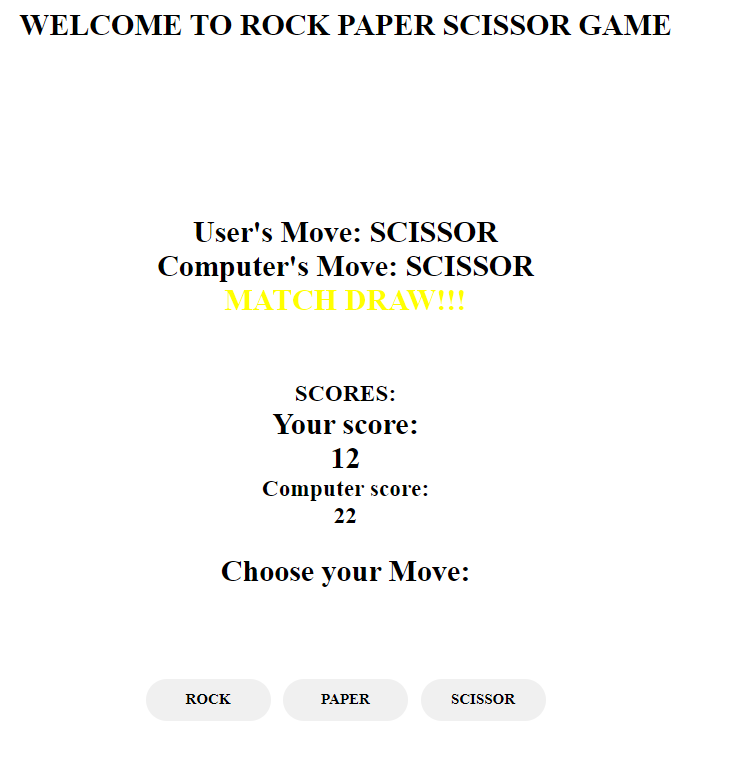 WELCOME TO ROCK PAPER SCISSOR GAME
User's Move: SCISSOR
Computer's Move: SCISSOR
MATCH DRAW!!!
SCORES:
Your score:
12
Computer score:
22
Choose your Move:
ROCK PAPER SCISSOR